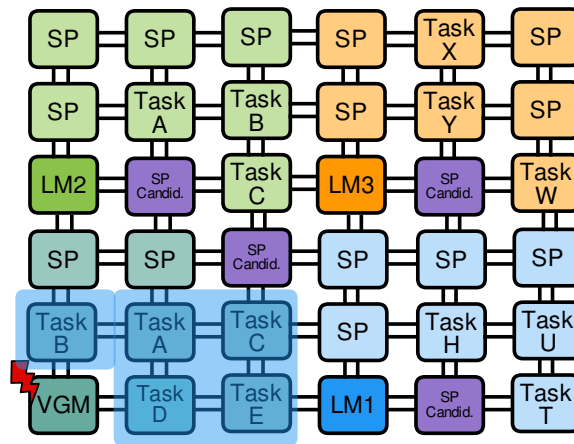 SP SP SP SP Task X SP
SP Task A Task B SP Task Y SP
LM2 SP Candid. Task C LM3 SP Candid. Task W
SP SP SP Candid. SP SP SP
Task B Task A Task C SP Task H Task U
VGM Task D Task E LM1 SP Candid. Task T